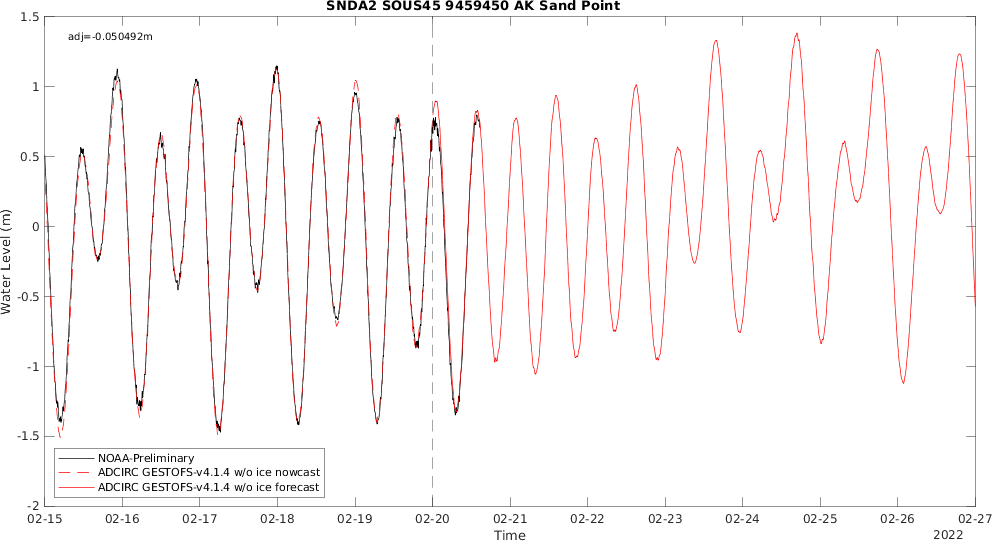 SNDA2 SOUS45 9459450 AK Sand Point
adj=-0.050492m
1.5
1
0.5
0
-0.5
-1
-1.5
-2
Water Level (m)
NOAA-Preliminary
ADCIRC GESTOFS-v4.1.4 w/o ice nowcast
ADCIRC GESTOFS-v4.1.4 w/o ice forecast
02-15 02-16 02-17 02-18 02-19 02-20 02-21 02-22 02-23 02-24 02-25 02-26 02-27
Time
2022